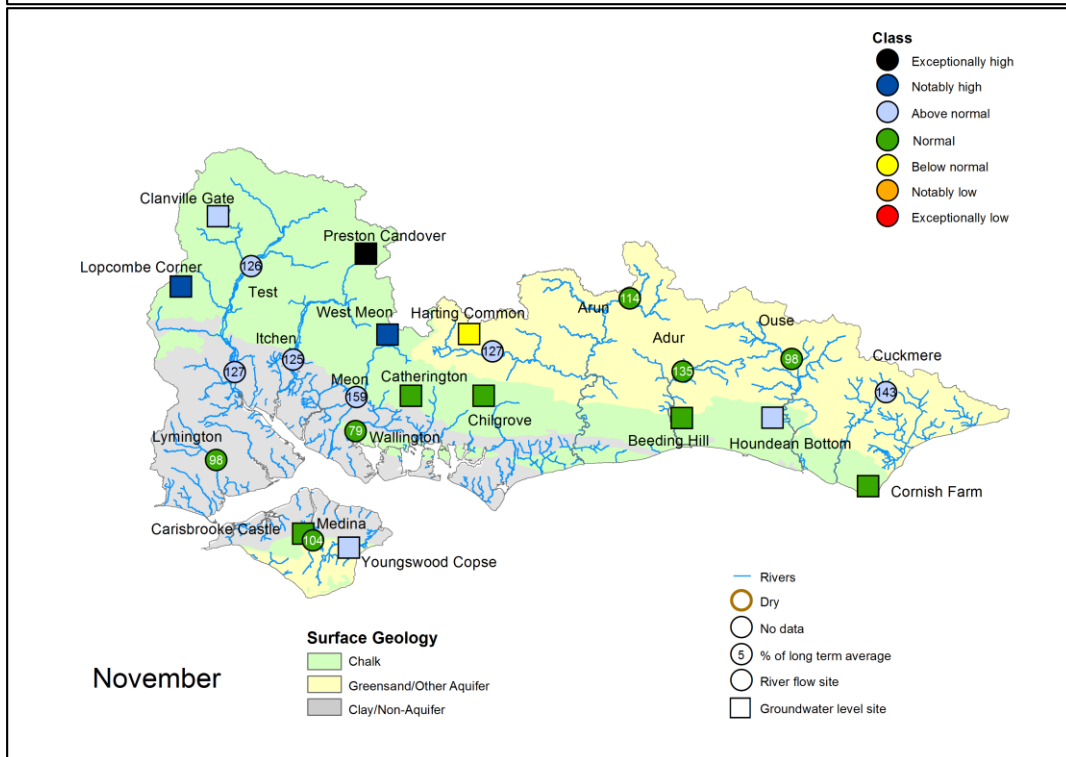 Class
Exceptionally high
Notably high
Above normal
Normal
Below normal
Notably low
Exceptionally low
Clanville Gate
Preston Candover
126
Lopcombe Corner
Test
West Meon
Harting Common
Arun
114
Ouse
Adur
Itchen
125
127
98
Cuckmere
127
Meon
Catherington
135
143
159
Chilgrove
79
Wallington
Beeding Hill
Houndean Bottom
Lymington
98
Cornish Farm
Carisbrooke Castle
Medina
104
Youngswood Copse
Rivers
Dry
No data
5
% of long term average
River flow site
Groundwater level site
Surface Geology
Chalk
Greensand/Other Aquifer
Clay/Non-Aquifer
November